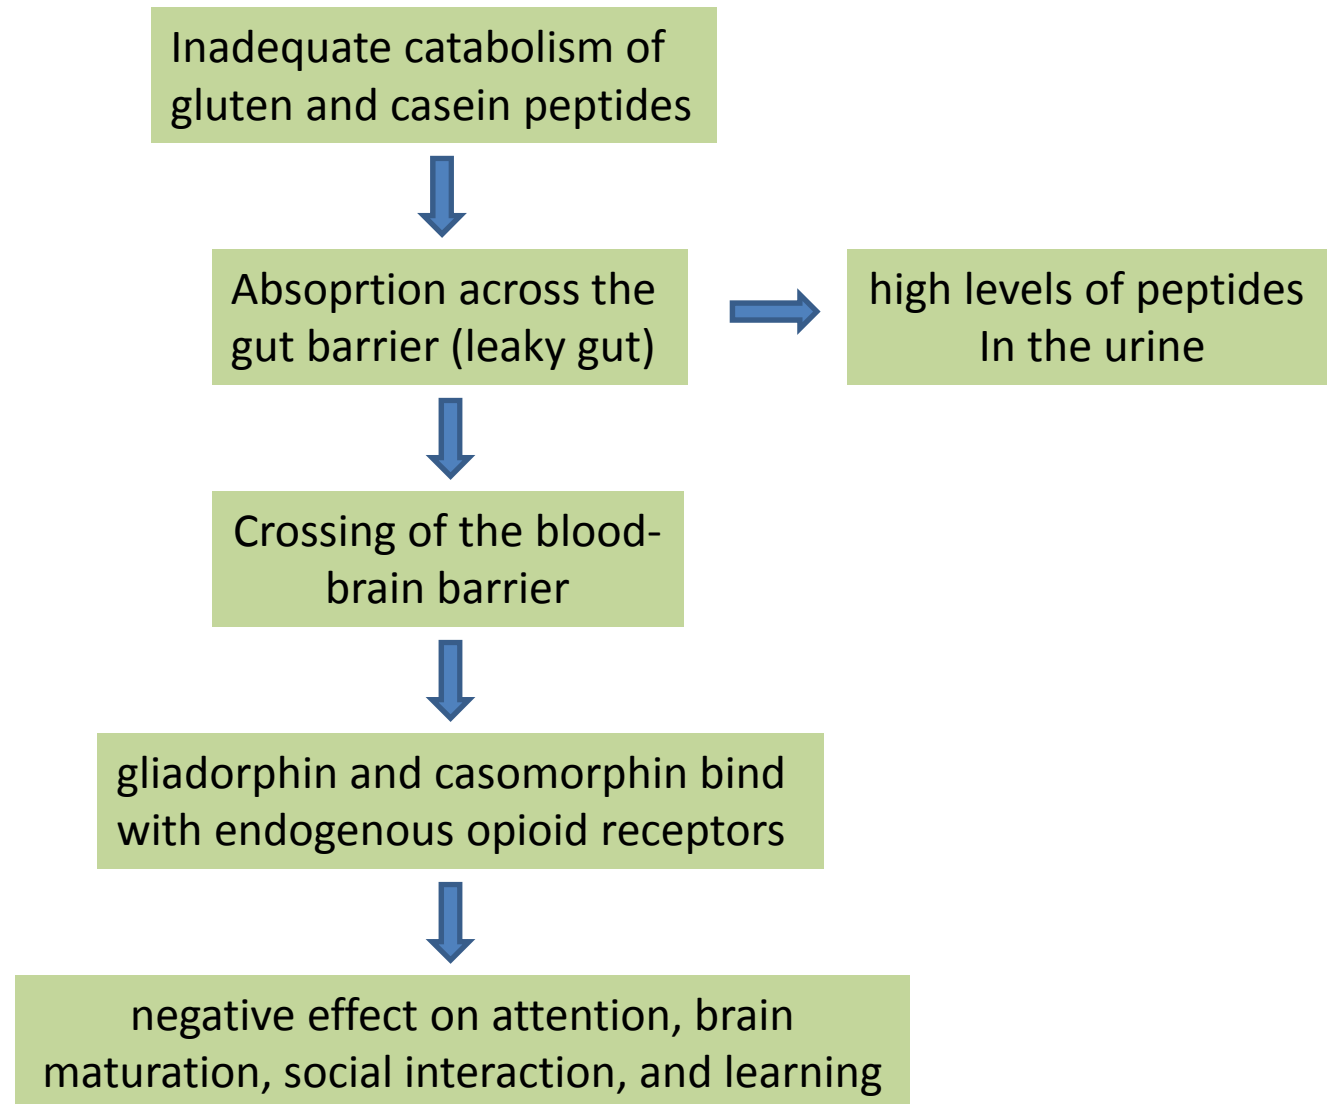 Inadequate catabolism of
gluten and casein peptides
Absoprtion across the
gut barrier (leaky gut)
high levels of peptides
In the urine
Crossing of the blood-
brain barrier
gliadorphin and casomorphin bind
with endogenous opioid receptors
negative effect on attention, brain
maturation, social interaction, and learning